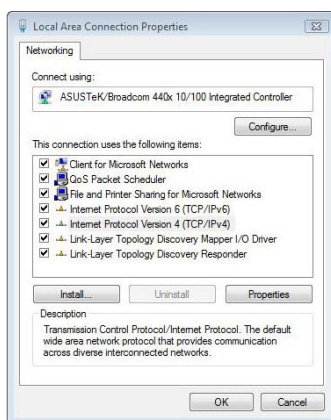 Local Area Connection Properties
Networking
Connect using:
ASUSTeK/Broadcom 440x 10/100 Integrated Controller
Configure...
This connection uses the following items:
Client for Microsoft Networks
QoS Packet Scheduler
File and Printer Sharing for Microsoft Networks
Internet Protocol Version 6 (TCP/IPv6)
Internet Protocol Version 4 (TCP/IPv4)
Link-Layer Topology Discovery Mapper I/O Driver
Link-Layer Topology Discovery Responder
Install... Uninstall Properties
Description
Transmission Control Protocol/Internet Protocol. The default
wide area network protocol that provides communication
across diverse interconnected networks.
OK Cancel